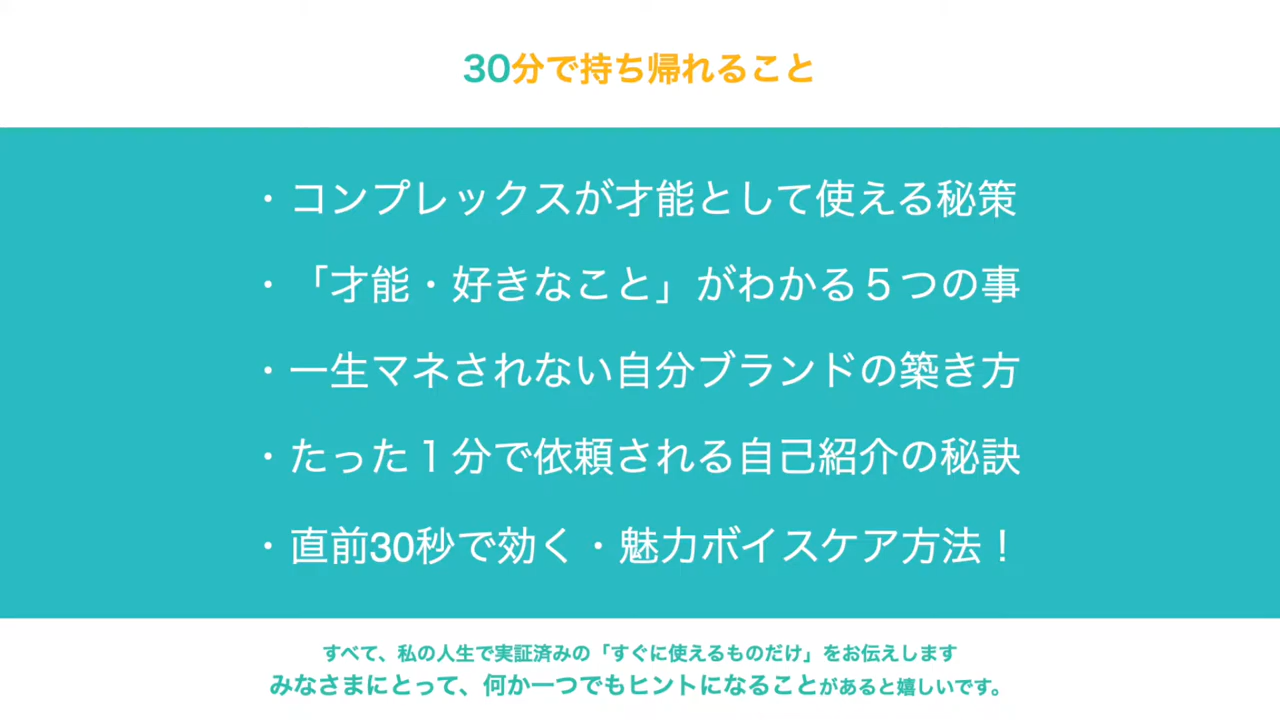 30分で持ち帰れること
・コンプレックスが才能として使える秘策
・「才能・好きなこと」がわかる５つの事
・一生マネされない自分ブランドの築き方
・たった１分で依頼される自己紹介の秘訣
・直前30秒で効く・魅力ボイスケア方法！
すべて、私の人生で実証済みの「すぐに使えるものだけ」をお伝えします
みなさまにとって、何か一つでもヒントになることがあると嬉しいです。